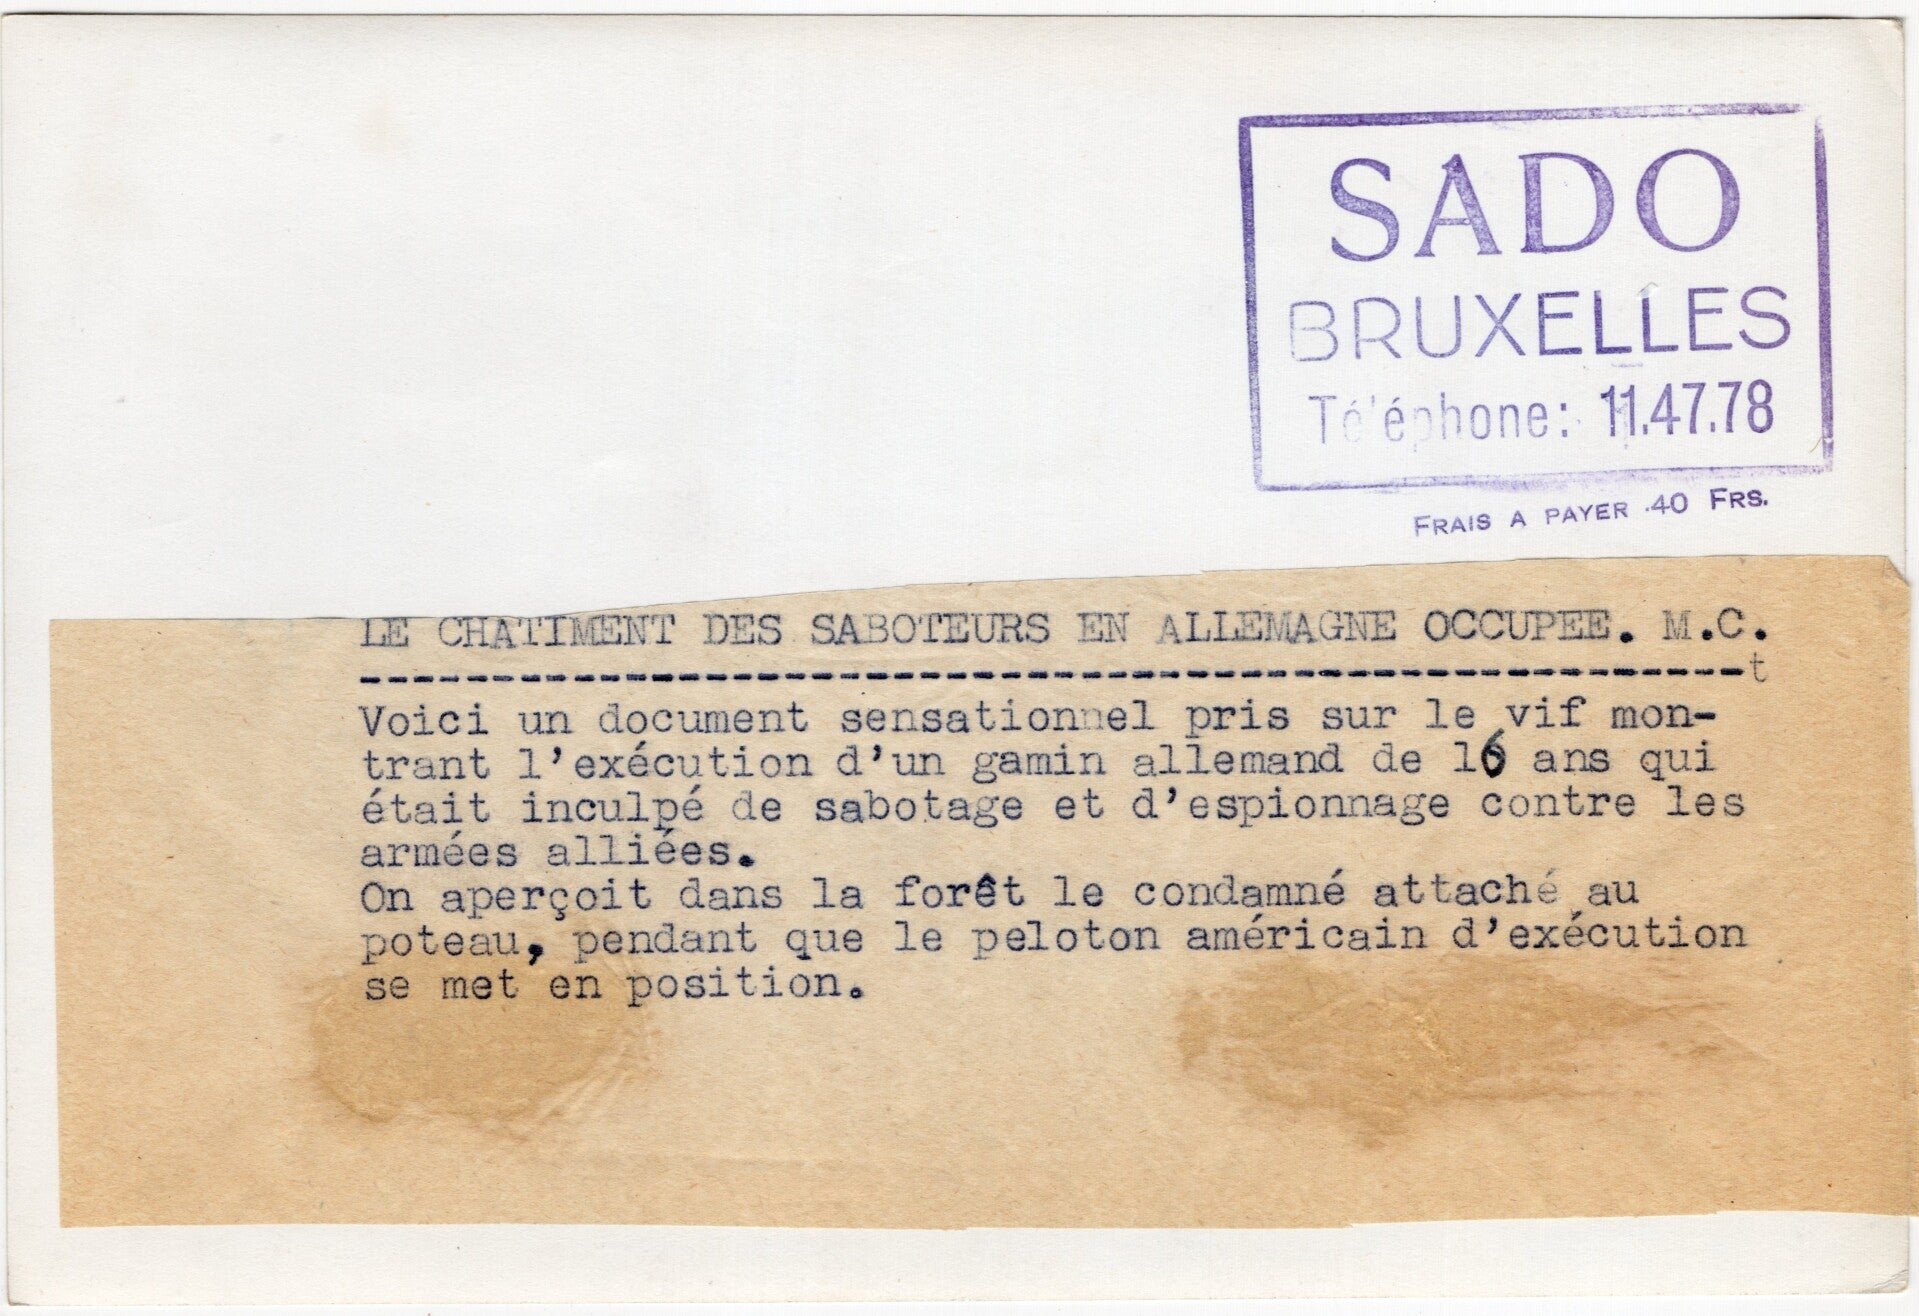 SADO
BRUXELLES
Téléphone: 11.47.78
FRAIS A PAYER 40 FRS.
LE CHATIMENT DES SABOTEURS EN ALLEMAGNE OCCUPEE. M.C.
-----------------------------------------------------t
Voici un document sensationnel pris sur le vif mon-
trant l'exécution d'un gamin allemand de 16 ans qui
était inculpé de sabotage et d'espionnage contre les
armées alliées.
On aperçoit dans la forêt le condamné attaché au
poteau, pendant que le peloton américain d'exécution
se met en position.